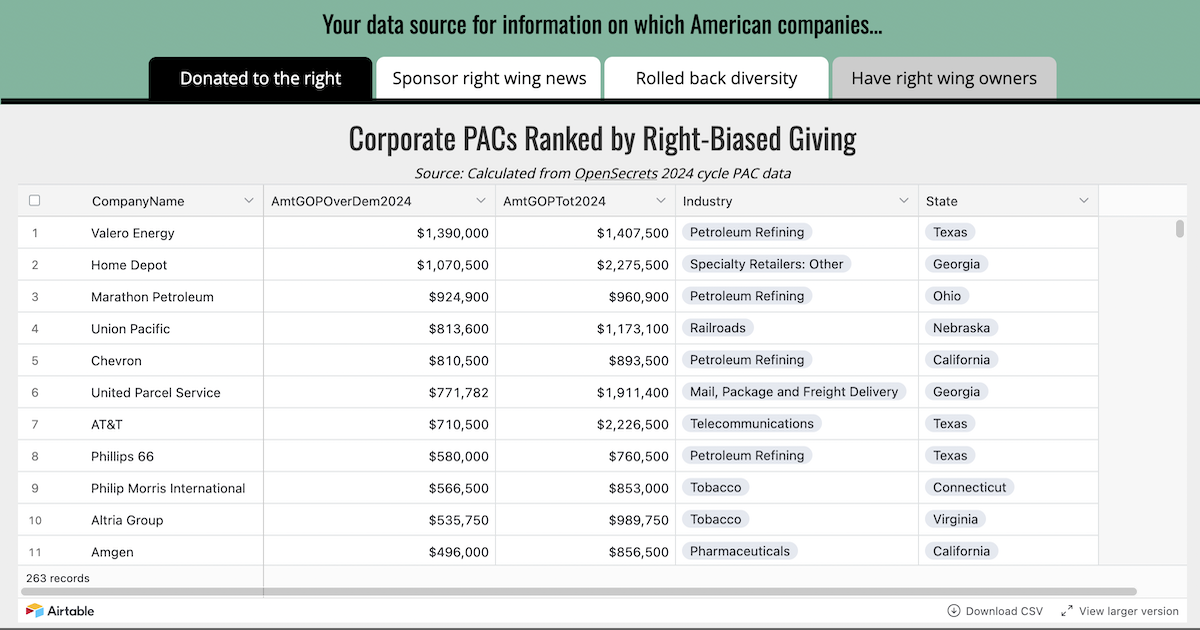 Your data source for information on which American companies...
Donated to the right Sponsor right wing news Rolled back diversity Have right wing owners
Corporate PACs Ranked by Right-Biased Giving
Source: Calculated from OpenSecrets 2024 cycle PAC data
CompanyName AmtGOPOverDem2024 AmtGOPTot2024 Industry State
1 Valero Energy $1,390,000 $1,407,500 Petroleum Refining Texas
2 Home Depot $1,070,500 $2,275,500 Specialty Retailers: Other Georgia
3 Marathon Petroleum $924,900 $960,900 Petroleum Refining Ohio
4 Union Pacific $813,600 $1,173,100 Railroads Nebraska
5 Chevron $810,500 $893,500 Petroleum Refining California
6 United Parcel Service $771,782 $1,911,400 Mail, Package and Freight Delivery Georgia
7 AT&T $710,500 $2,226,500 Telecommunications Texas
8 Phillips 66 $580,000 $760,500 Petroleum Refining Texas
9 Philip Morris International $566,500 $853,000 Tobacco Connecticut
10 Altria Group $535,750 $989,750 Tobacco Virginia
11 Amgen $496,000 $856,500 Pharmaceuticals California
263 records
Airtable Download CSV View larger version